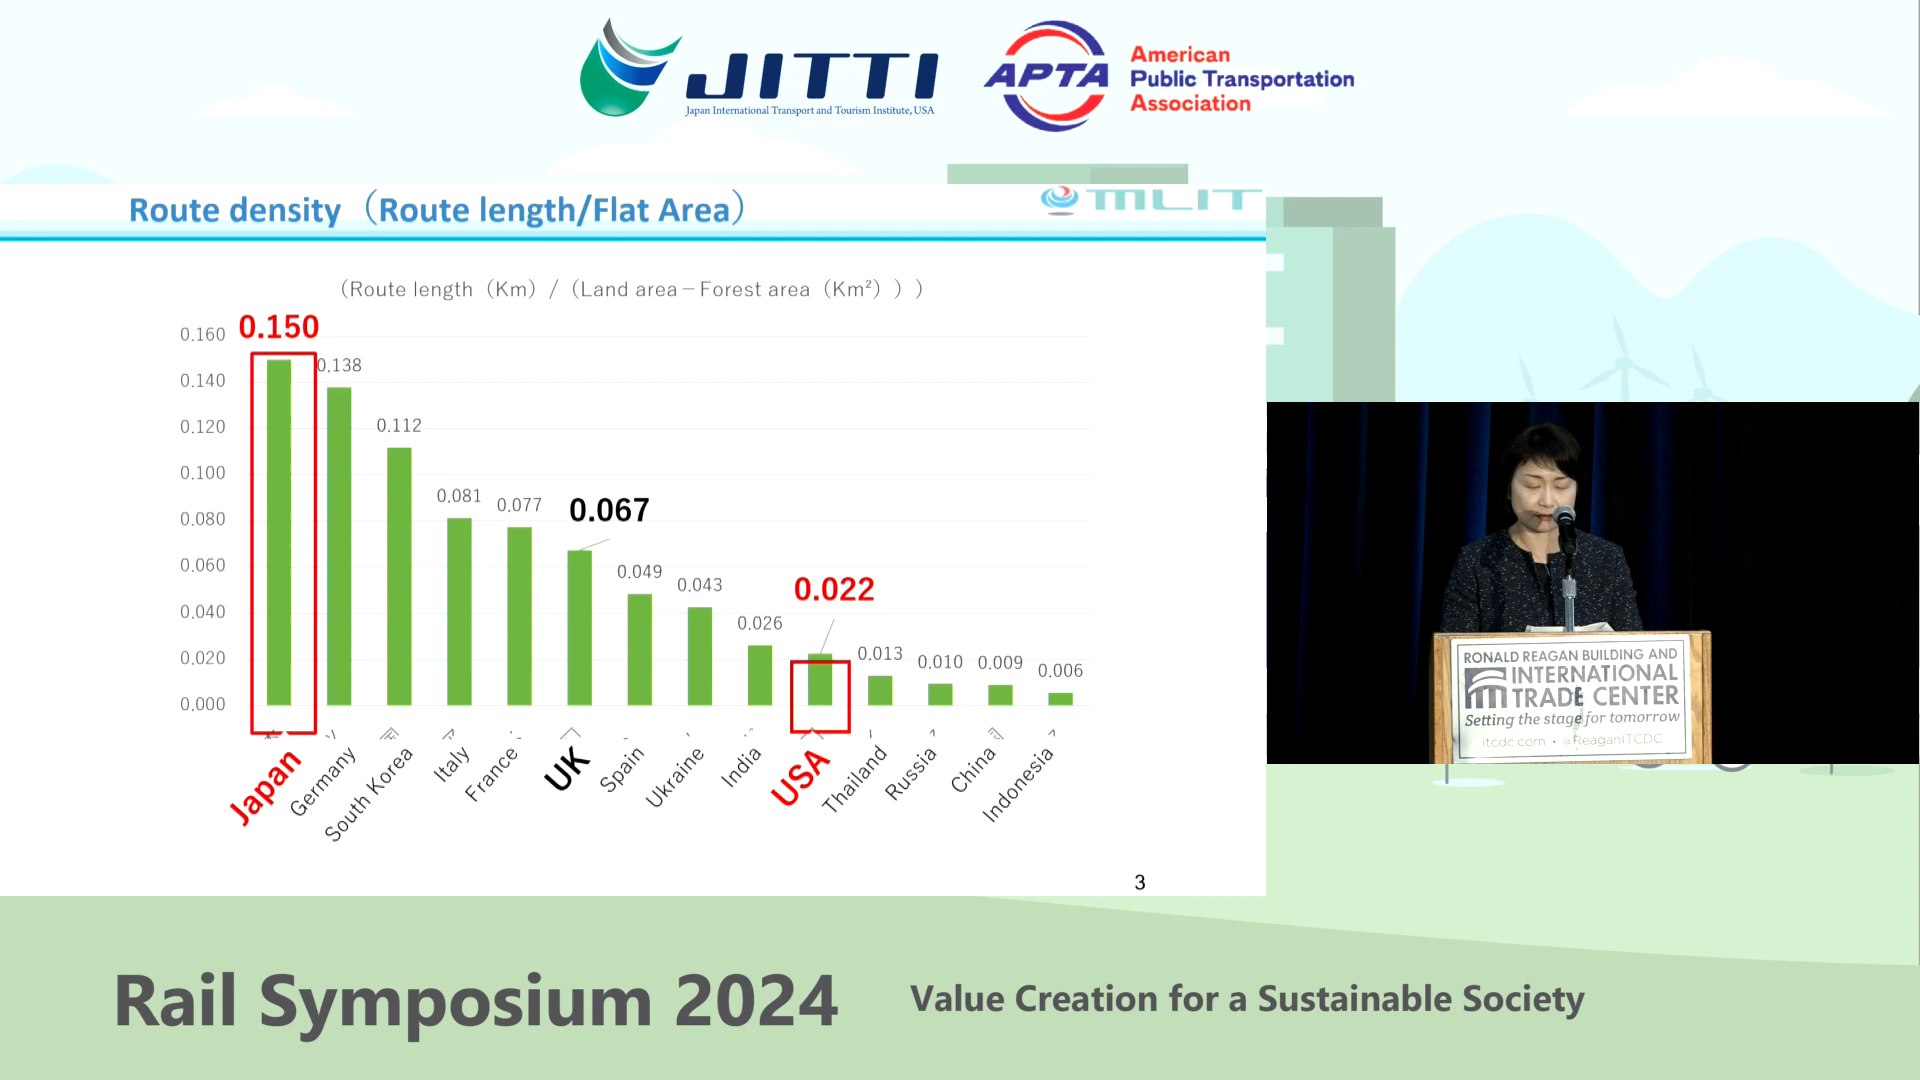 JITTI
Japan International Transport and Tourism Institute, USA
APTA
American
Public Transportation
Association
Route density（Route length/Flat Area）
MLIT
（Route length（Km）/（Land area－Forest area（Km²）））
0.160
0.140
0.120
0.100
0.080
0.060
0.040
0.020
0.000
0.150
0.138
0.112
0.081
0.077
0.067
0.049
0.043
0.026
0.022
0.013
0.010
0.009
0.006
Japan
Germany
South Korea
Italy
France
UK
Spain
Ukraine
India
USA
Thailand
Russia
China
Indonesia
3
RONALD REAGAN BUILDING AND
INTERNATIONAL
TRADE CENTER
Setting the stage for tomorrow
itcdc.com • @ReaganITCDC
Rail Symposium 2024
Value Creation for a Sustainable Society